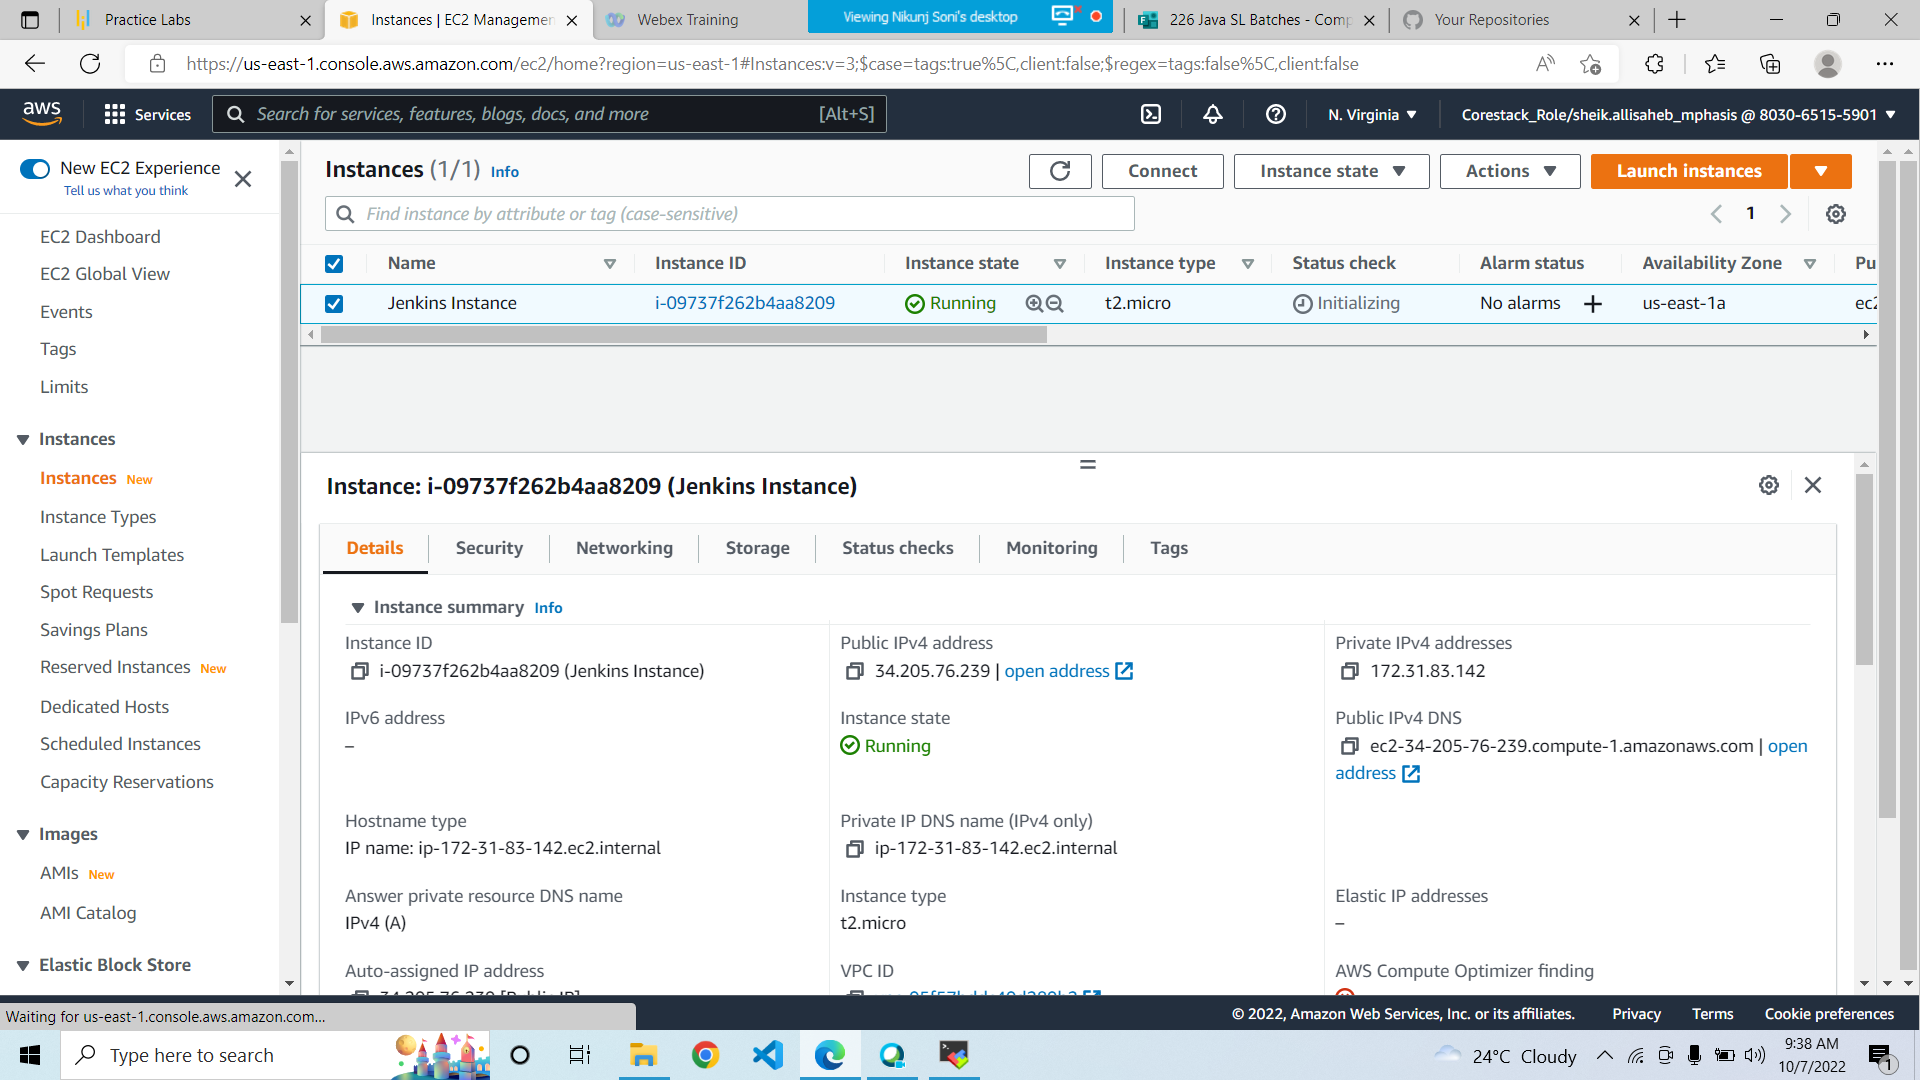 Practice Labs
Instances | EC2 Managemen
Webex Training
Viewing Nikunj Soni's desktop
226 Java SL Batches - Comp
Your Repositories
https://us-east-1.console.aws.amazon.com/ec2/home?region=us-east-1#Instances:v=3;$case=tags:true%5C,client:false;$regex=tags:false%5C,client:false
aws
Services
Search for services, features, blogs, docs, and more
[Alt+S]
N. Virginia
Corestack_Role/sheik.allisaheb_mphasis @ 8030-6515-5901
New EC2 Experience
Tell us what you think
EC2 Dashboard
EC2 Global View
Events
Tags
Limits
Instances
Instances New
Instance Types
Launch Templates
Spot Requests
Savings Plans
Reserved Instances New
Dedicated Hosts
Scheduled Instances
Capacity Reservations
Images
AMIs New
AMI Catalog
Elastic Block Store
Instances (1/1) Info
Connect
Instance state
Actions
Launch instances
Find instance by attribute or tag (case-sensitive)
1
Name Instance ID Instance state Instance type Status check Alarm status Availability Zone Pu
Jenkins Instance i-09737f262b4aa8209 Running t2.micro Initializing No alarms + us-east-1a ec2
Instance: i-09737f262b4aa8209 (Jenkins Instance)
Details Security Networking Storage Status checks Monitoring Tags
Instance summary Info
Instance ID
i-09737f262b4aa8209 (Jenkins Instance)
Public IPv4 address
34.205.76.239 | open address
Private IPv4 addresses
172.31.83.142
IPv6 address
–
Instance state
Running
Public IPv4 DNS
ec2-34-205-76-239.compute-1.amazonaws.com | open
address
Hostname type
IP name: ip-172-31-83-142.ec2.internal
Private IP DNS name (IPv4 only)
ip-172-31-83-142.ec2.internal
Answer private resource DNS name
IPv4 (A)
Instance type
t2.micro
Elastic IP addresses
–
Auto-assigned IP address
34.205.76.239 [Public IP]
VPC ID
AWS Compute Optimizer finding
Waiting for us-east-1.console.aws.amazon.com...
© 2022, Amazon Web Services, Inc. or its affiliates.
Privacy
Terms
Cookie preferences
Type here to search
24°C Cloudy
9:38 AM
10/7/2022
1